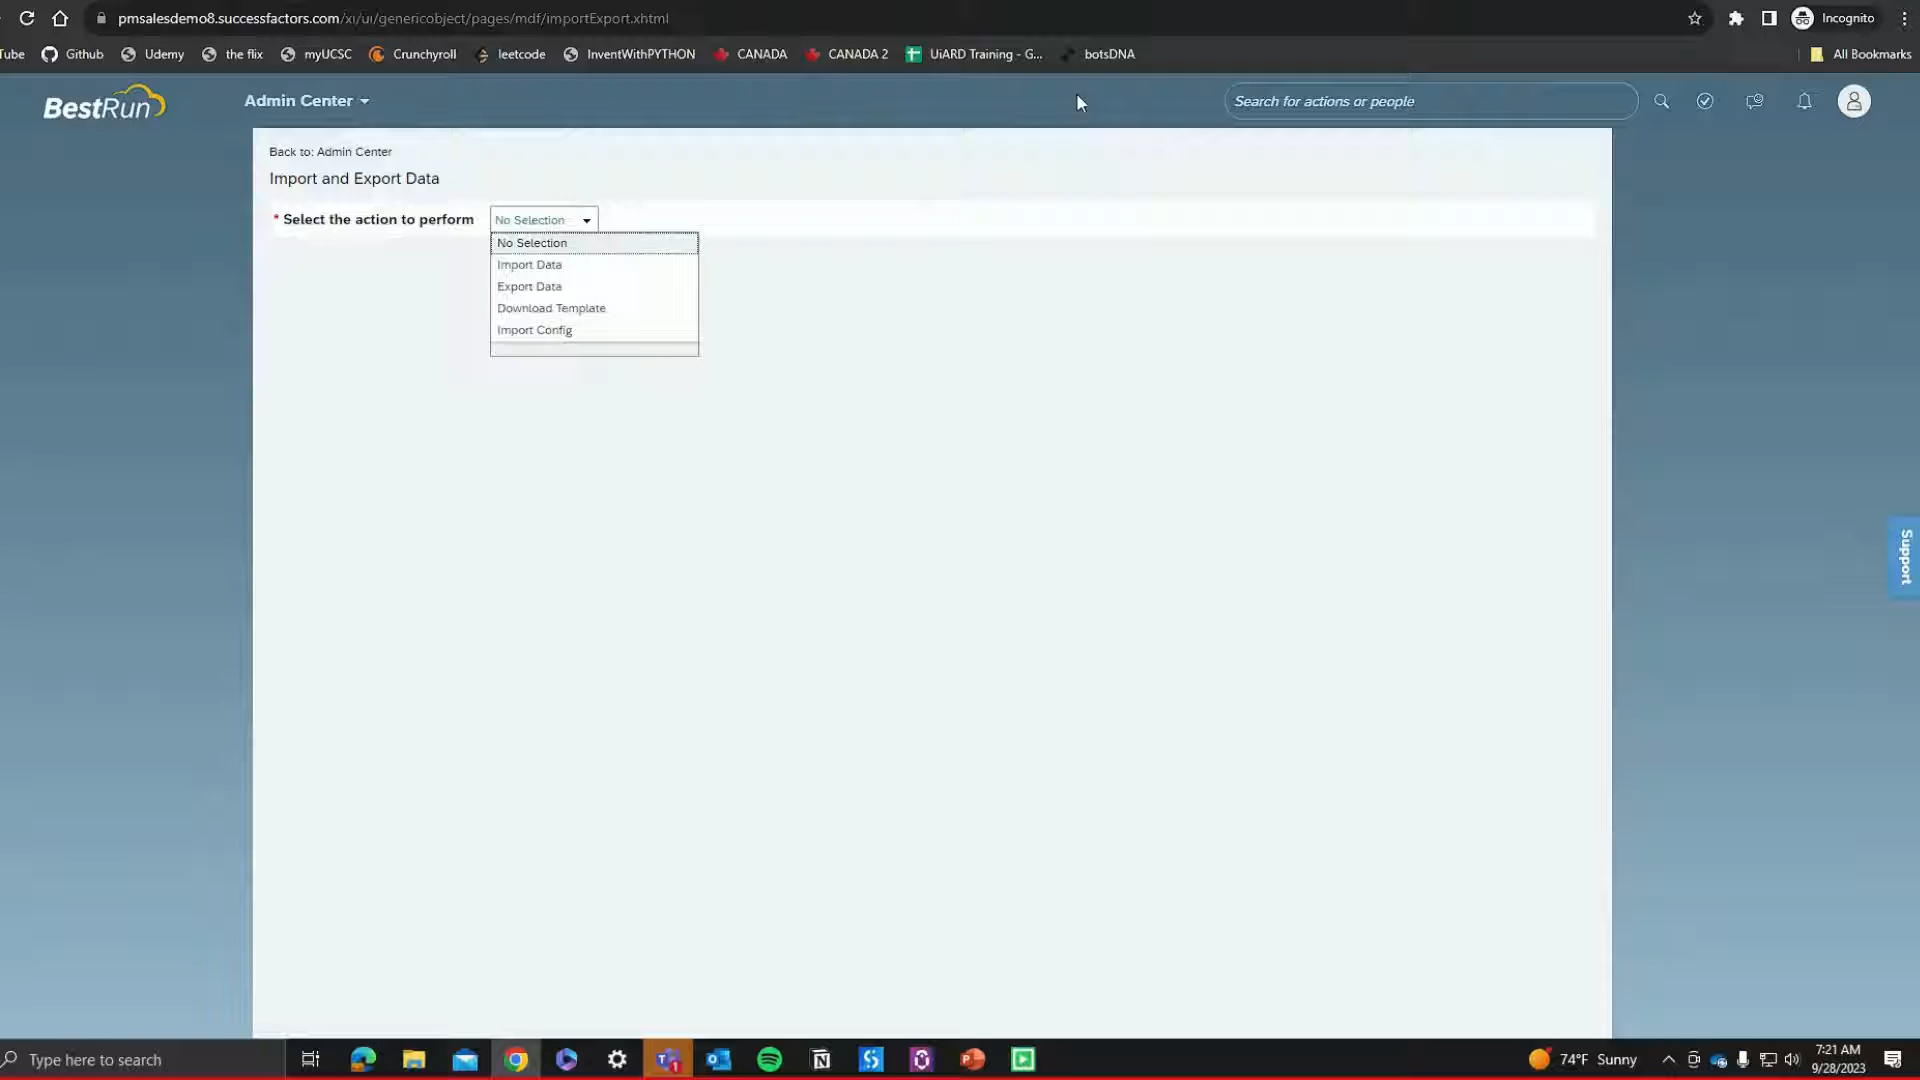 pmsalesdemo8.successfactors.com/xi/ui/genericobject/pages/mdf/importExport.xhtml
Incognito
Tube
Github
Udemy
the flix
myUCSC
Crunchyroll
leetcode
InventWithPYTHON
CANADA
CANADA 2
UiARD Training - G...
botsDNA
All Bookmarks
BestRun
Admin Center
Search for actions or people
Back to: Admin Center
Import and Export Data
* Select the action to perform
No Selection
No Selection
Import Data
Export Data
Download Template
Import Config
Support
Type here to search
1
74°F Sunny
7:21 AM
9/28/2023